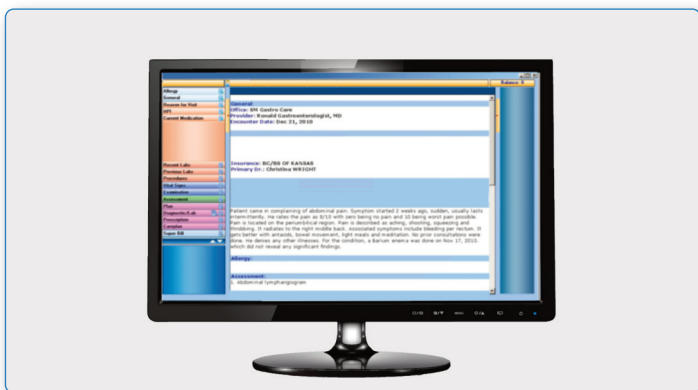 Balance: 0
Allergy
General
Reason for Visit
HPI
Current Medication
Recent Labs
Previous Labs
Procedures
Vital Signs
Examination
Assessment
Plan
Diagnostic/Lab
Prescription
Complex
Super Bill
General:
Office: GM Gastro Care
Provider: Ronald Gastroenterologist, MD
Encounter Date: Dec 21, 2010
Insurance: BC/BS OF KANSAS
Primary Dr.: Christina WRIGHT
Patient came in complaining of abdominal pain. Symptom started 2 weeks ago, sudden, usually lasts
intermittently. He rates the pain as 8/10 with zero being no pain and 10 being worst pain possible.
Pain is located on the periumbilical region. Pain is described as aching, shooting, squeezing and
throbbing. It radiates to the right middle back. Associated symptoms include bleeding per rectum. It
gets better with antacids, bowel movement, light meals and meditation. No prior consultations were
done. He denies any other illnesses. For the condition, a Barium enema was done on Nov 17, 2010.
which did not reveal any significant findings.
Allergy:
Assessment:
1. Abdominal lymphangiogram
MENU